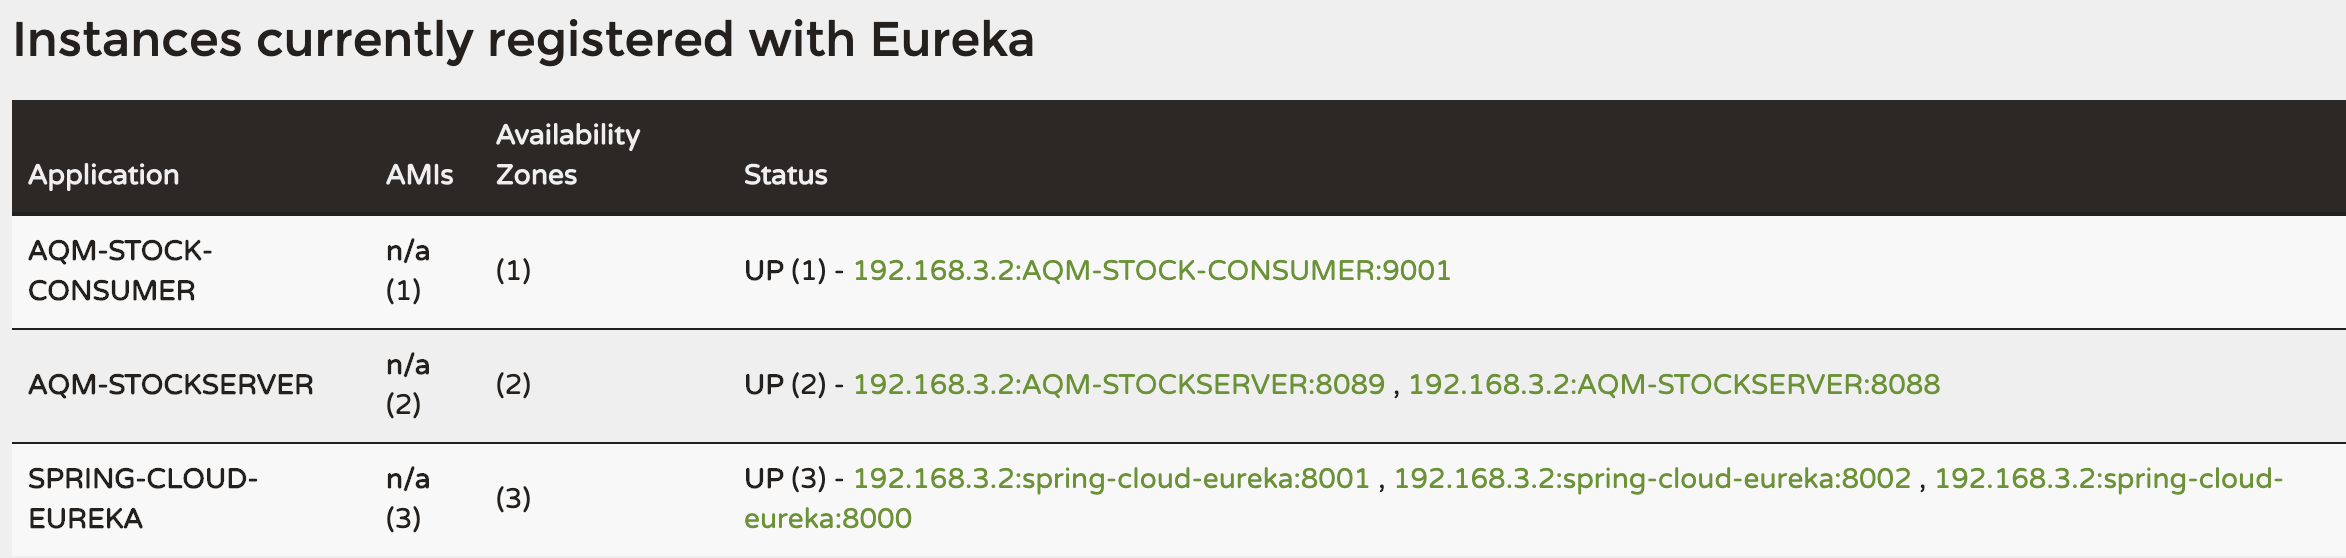 Instances currently registered with Eureka
Application AMIs Availability Zones Status
AQM-STOCK-CONSUMER n/a (1) (1) UP (1) - 192.168.3.2:AQM-STOCK-CONSUMER:9001
AQM-STOCKSERVER n/a (2) (2) UP (2) - 192.168.3.2:AQM-STOCKSERVER:8089 , 192.168.3.2:AQM-STOCKSERVER:8088
SPRING-CLOUD-EUREKA n/a (3) (3) UP (3) - 192.168.3.2:spring-cloud-eureka:8001 , 192.168.3.2:spring-cloud-eureka:8002 , 192.168.3.2:spring-cloud-eureka:8000